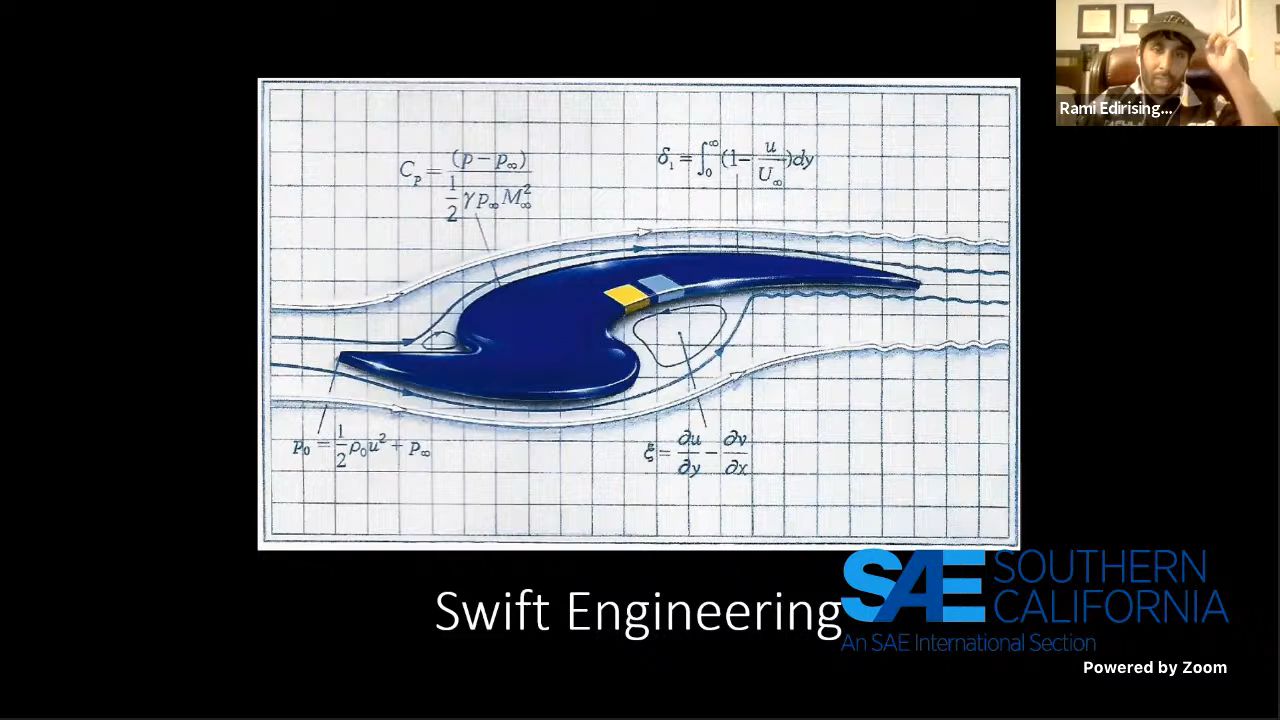 Rami Edirising...
C_p = (p − p_∞) / (1/2 γ p_∞ M_∞^2)
δ_1 = ∫_0^∞ (1 − u/U_∞) dy
p_0 = 1/2 ρ_0 u^2 + p_∞
ξ = ∂u/∂y − ∂v/∂x
Swift Engineering
SAE SOUTHERN
CALIFORNIA
An SAE International Section
Powered by Zoom